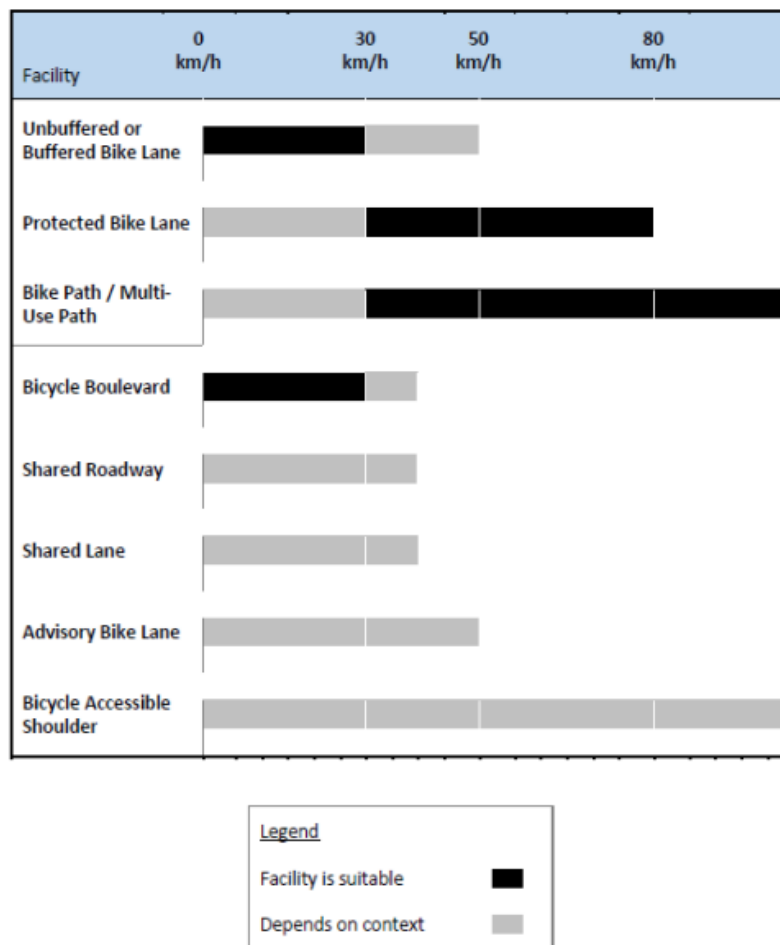 Facility
0
km/h
30
km/h
50
km/h
80
km/h
Unbuffered or
Buffered Bike Lane
Protected Bike Lane
Bike Path / Multi-
Use Path
Bicycle Boulevard
Shared Roadway
Shared Lane
Advisory Bike Lane
Bicycle Accessible
Shoulder
Legend
Facility is suitable
Depends on context